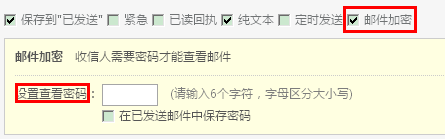 保存到"已发送" 紧急 已读回执 纯文本 定时发送 邮件加密
邮件加密 收信人需要密码才能查看邮件
设置查看密码： (请输入6个字符，字母区分大小写)
在已发送邮件中保存密码